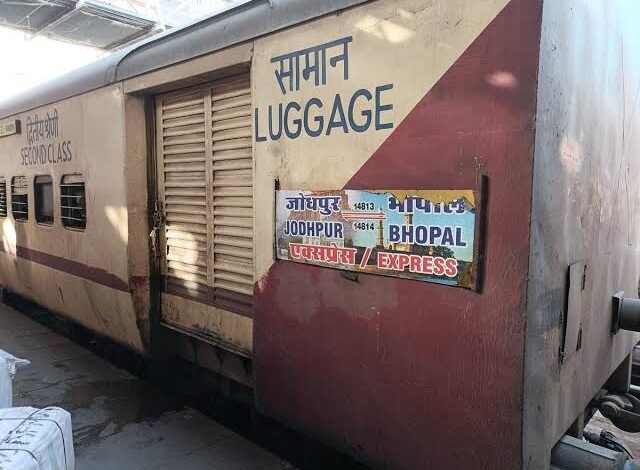 द्वितीय श्रेणी
SECOND CLASS
सामान
LUGGAGE
जोधपुर 14813 भोपाल
JODHPUR 14814 BHOPAL
एक्सप्रेस / EXPRESS